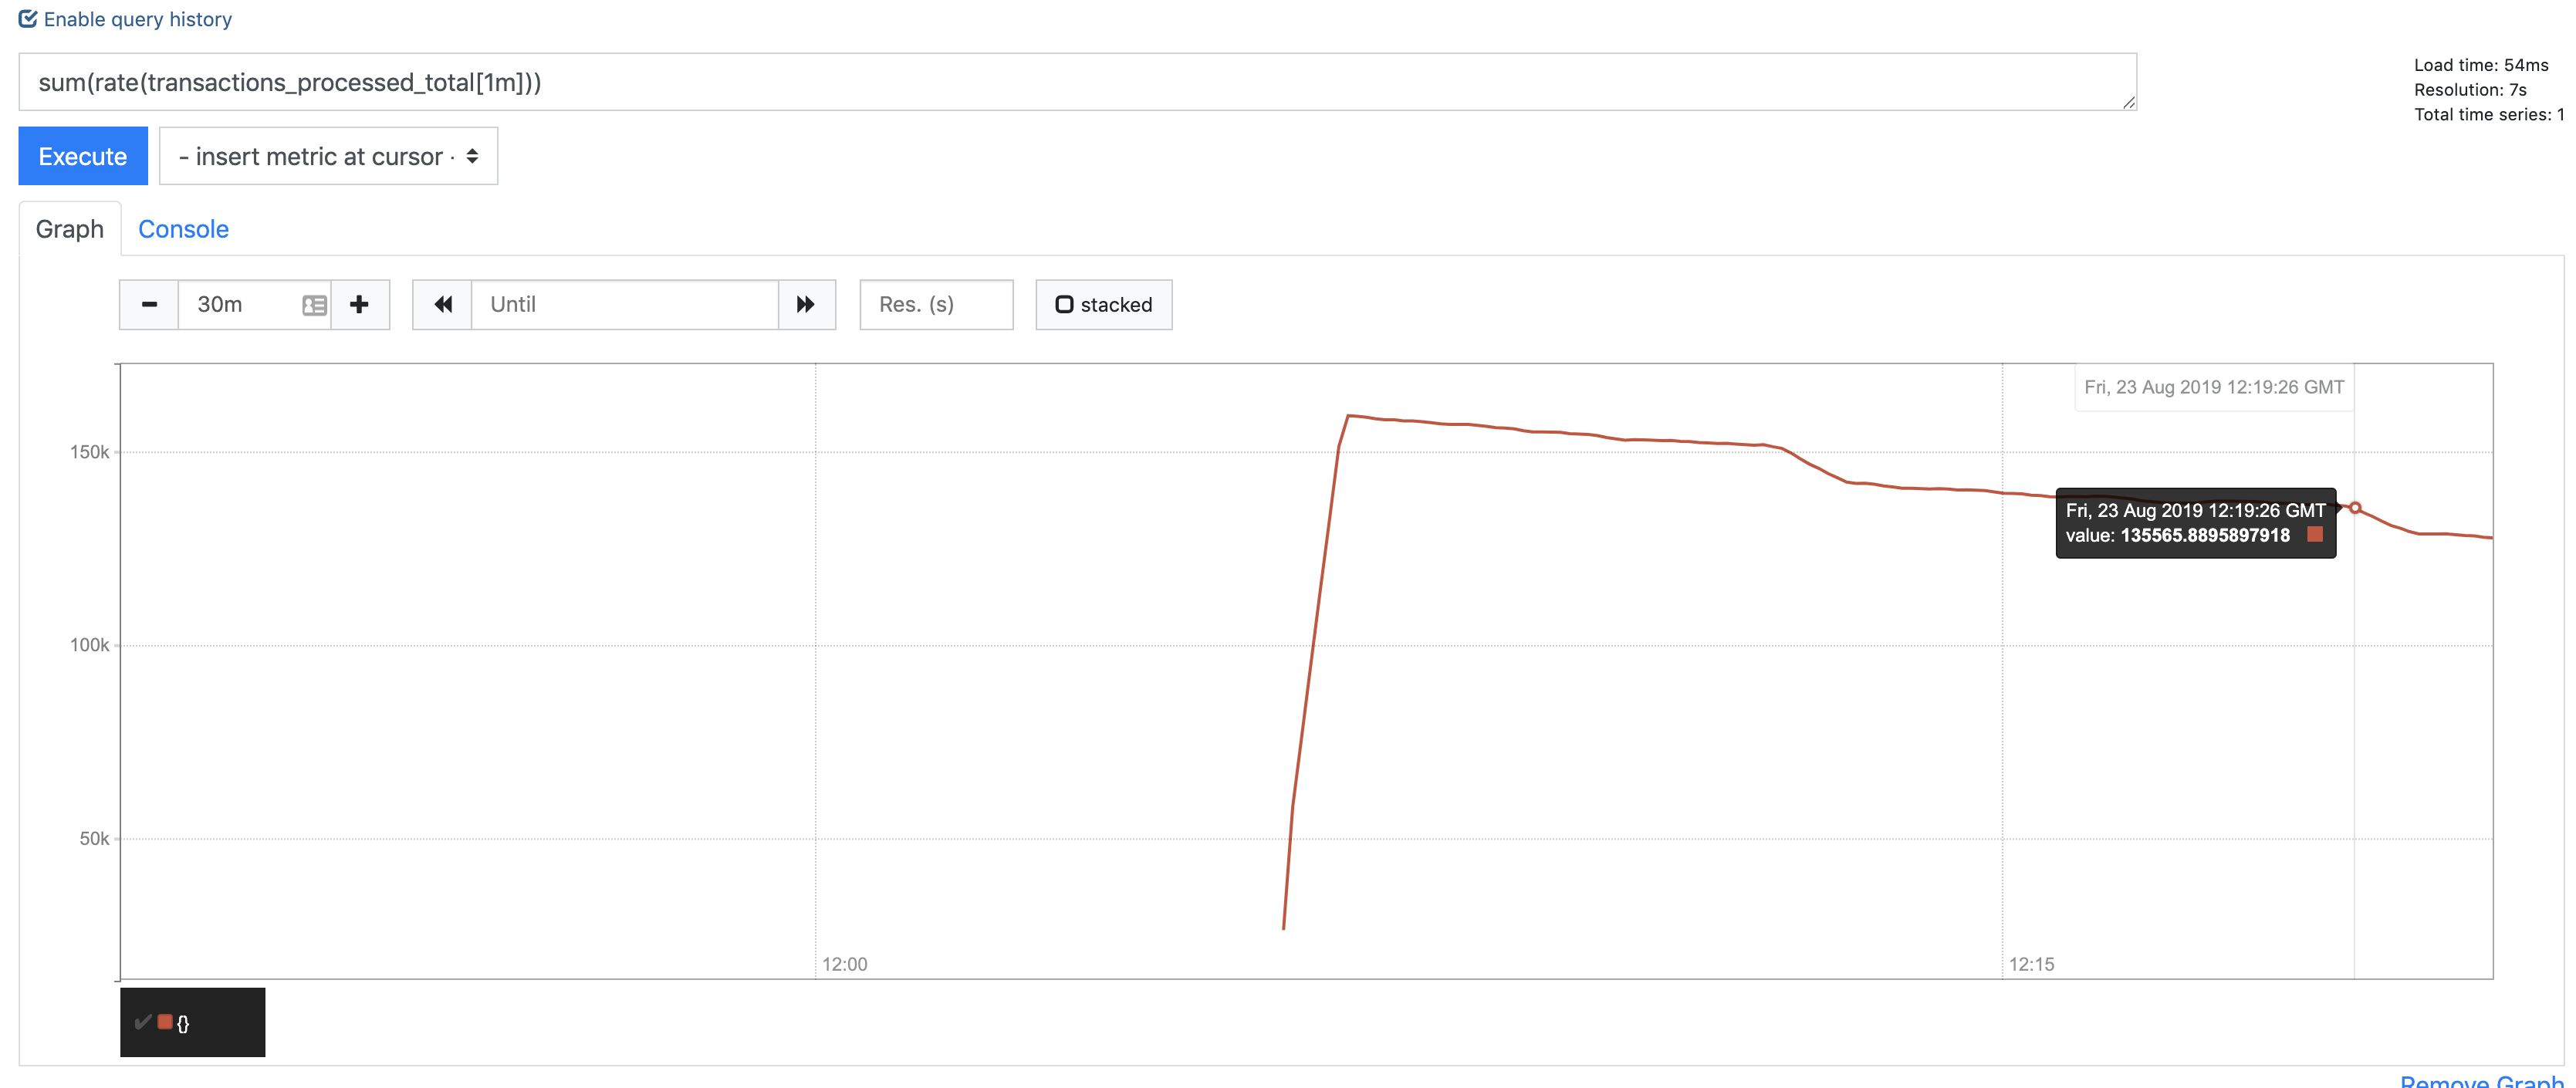 Enable query history
sum(rate(transactions_processed_total[1m]))
Load time: 54ms
Resolution: 7s
Total time series: 1
Execute
- insert metric at cursor ·
Graph
Console
30m
Until
Res. (s)
stacked
Fri, 23 Aug 2019 12:19:26 GMT
150k
Fri, 23 Aug 2019 12:19:26 GMT
value: 135565.8895897918
100k
50k
12:00
12:15
{}
Remove Graph